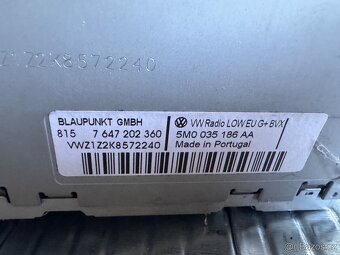 VWZ1Z2K8572240
BLAUPUNKT GMBH
815 7 647 202 360
VWZ1Z2K8572240
VW Radio LOW EU G+ BVX
5M0 035 186 AA
Made in Portugal